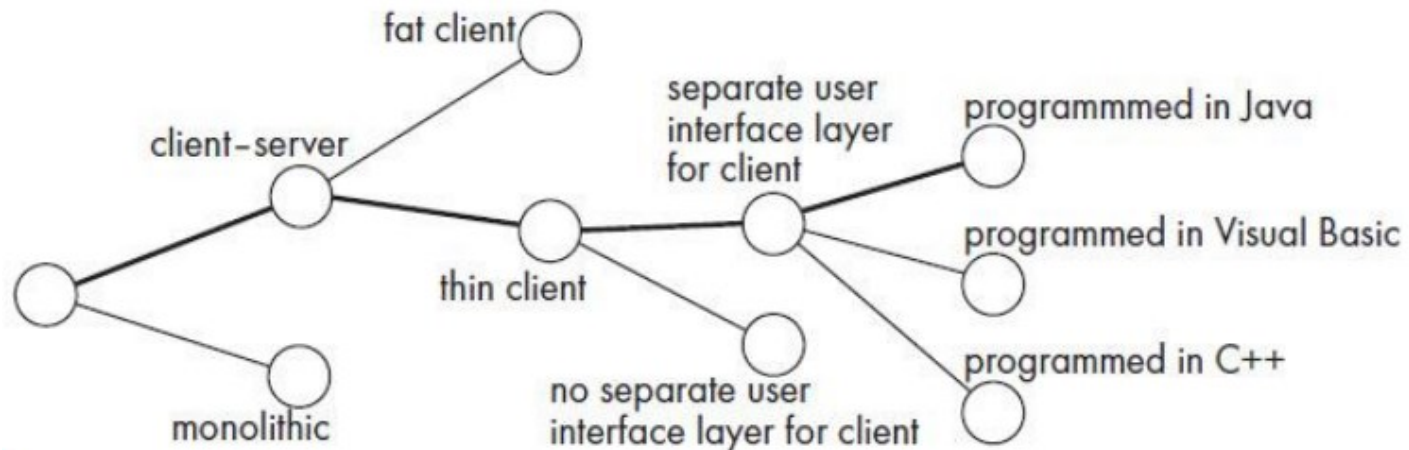 fat client
separate user
interface layer
for client
programmmed in Java
client-server
programmed in Visual Basic
thin client
programmed in C++
no separate user
interface layer for client
monolithic